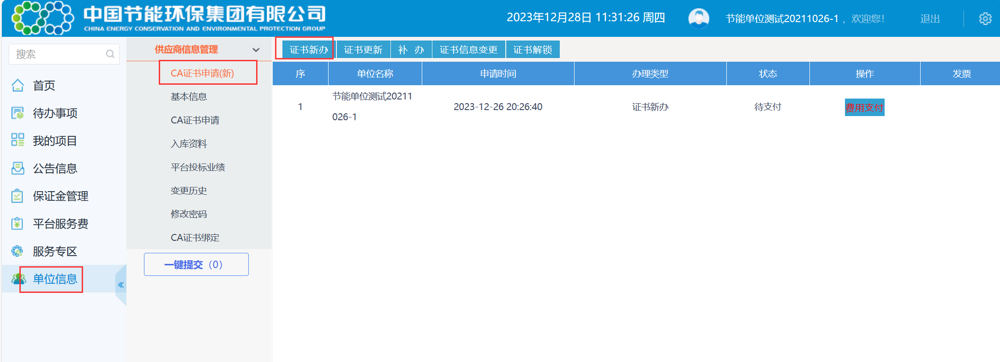 中国节能环保集团有限公司
CHINA ENERGY CONSERVATION AND ENVIRONMENTAL PROTECTION GROUP
2023年12月28日 11:31:26 周四
节能单位测试20211026-1 , 欢迎您!
退出
搜索
首页
待办事项
我的项目
公告信息
保证金管理
平台服务费
服务专区
单位信息
供应商信息管理
CA证书申请(新)
基本信息
CA证书申请
入库资料
平台投标业绩
变更历史
修改密码
CA证书绑定
一键提交 (0)
证书新办 证书更新 补 办 证书信息变更 证书解锁
序 单位名称 申请时间 办理类型 状态 操作 发票
1 节能单位测试20211
026-1 2023-12-26 20:26:40 证书新办 待支付 费用支付